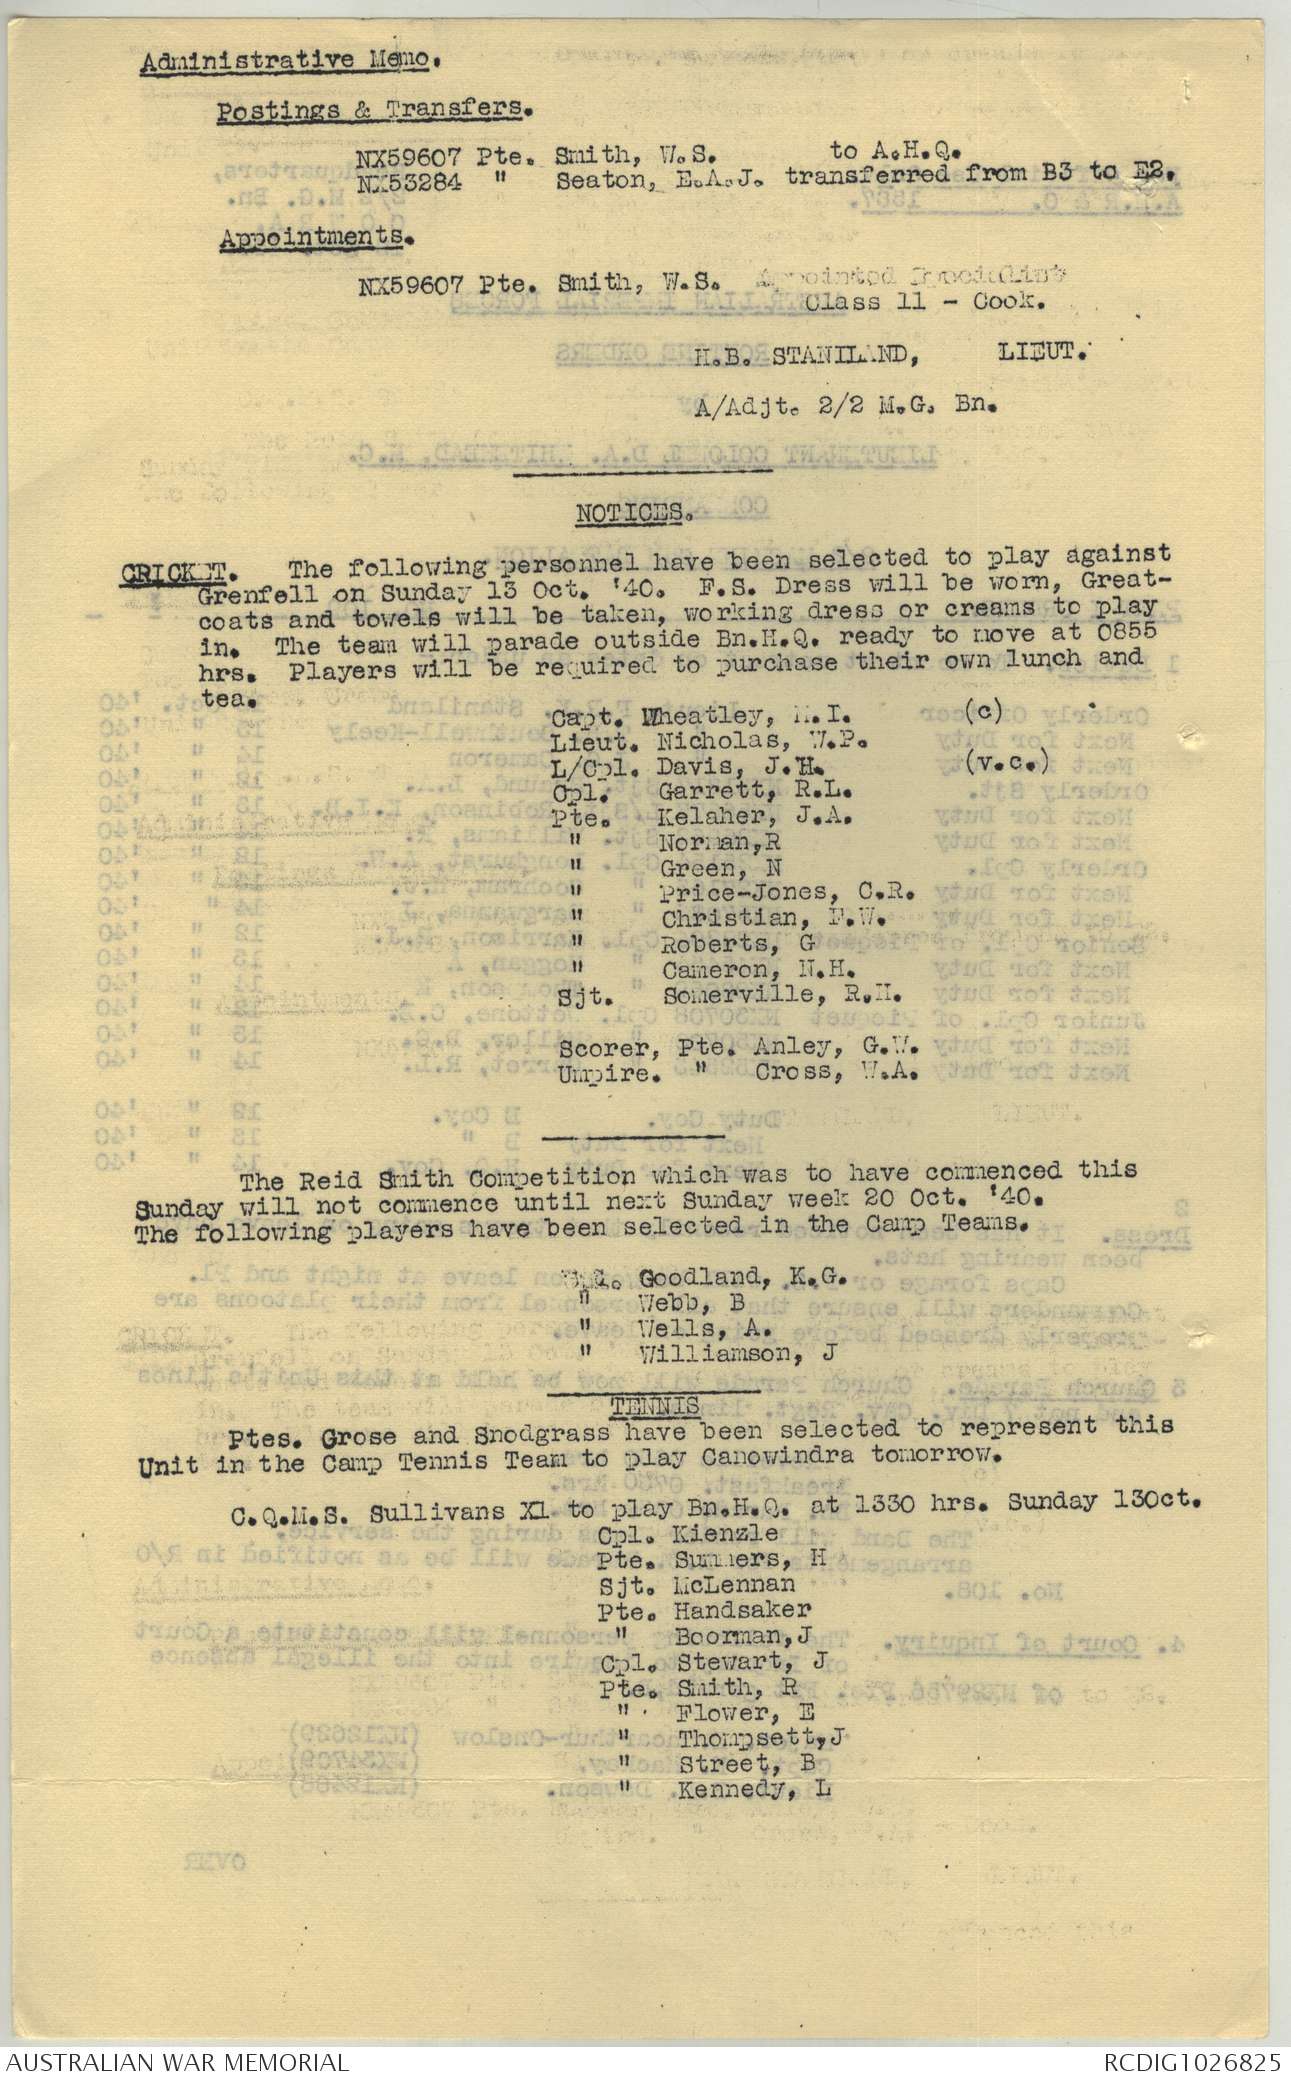 Administrative Memo.
Postings & Transfers.
NX59607 Pte. Smith, W.S. to A.H.Q.
NX53284 " Seaton, E.A.J. transferred from B3 to E2.
Appointments.
NX59607 Pte. Smith, W.S. Appointed Specialist
Class 11 - Cook.
H.B. STANILAND, LIEUT.
A/Adjt. 2/2 M.G. Bn.
NOTICES.
CRICKET. The following personnel have been selected to play against
Grenfell on Sunday 13 Oct. '40. F.S. Dress will be worn, Great-
coats and towels will be taken, working dress or creams to play
in. The team will parade outside Bn.H.Q. ready to move at 0855
hrs. Players will be required to purchase their own lunch and
tea.
Capt. Wheatley, M.I. (c)
Lieut. Nicholas, W.P.
L/Cpl. Davis, J.H. (v.c.)
Cpl. Garrett, R.L.
Pte. Kelaher, J.A.
" Norman,R
" Green, N
" Price-Jones, C.R.
" Christian, F.W.
" Roberts, G
" Cameron, N.H.
Sjt. Somerville, R.H.
Scorer, Pte. Anley, G.W.
Umpire. " Cross, W.A.
The Reid Smith Competition which was to have commenced this
Sunday will not commence until next Sunday week 20 Oct. '40.
The following players have been selected in the Camp Teams.
Goodland, K.G.
" Webb, B
" Wells, A.
" Williamson, J
TENNIS
Ptes. Grose and Snodgrass have been selected to represent this
Unit in the Camp Tennis Team to play Canowindra tomorrow.
C.Q.M.S. Sullivans X1 to play Bn.H.Q. at 1330 hrs. Sunday 13Oct.
Cpl. Kienzle
Pte. Summers, H
Sjt. McLennan
Pte. Handsaker
" Boorman,J
Cpl. Stewart, J
Pte. Smith, R
" Flower, E
" Thompsett,J
" Street, B
" Kennedy, L
AUSTRALIAN WAR MEMORIAL RCDIG1026825